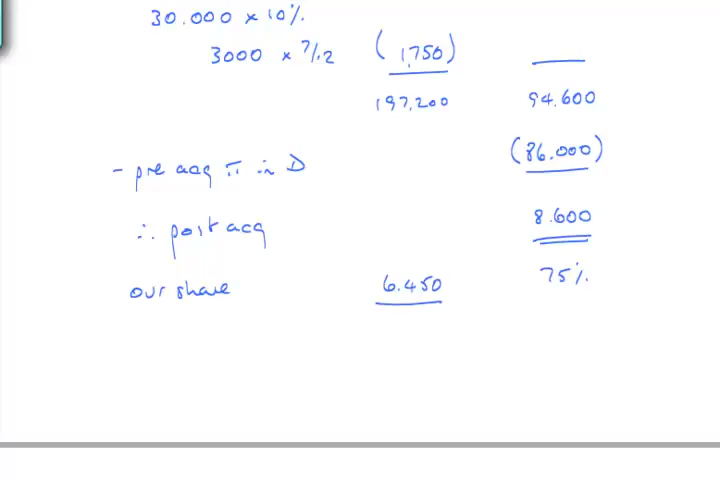 30.000 × 10%
3000 × 7/12 (1,750)
197,200 94.600
- pre acq π in D (86.000)
∴ post acq 8.600
our share 6.450 75%